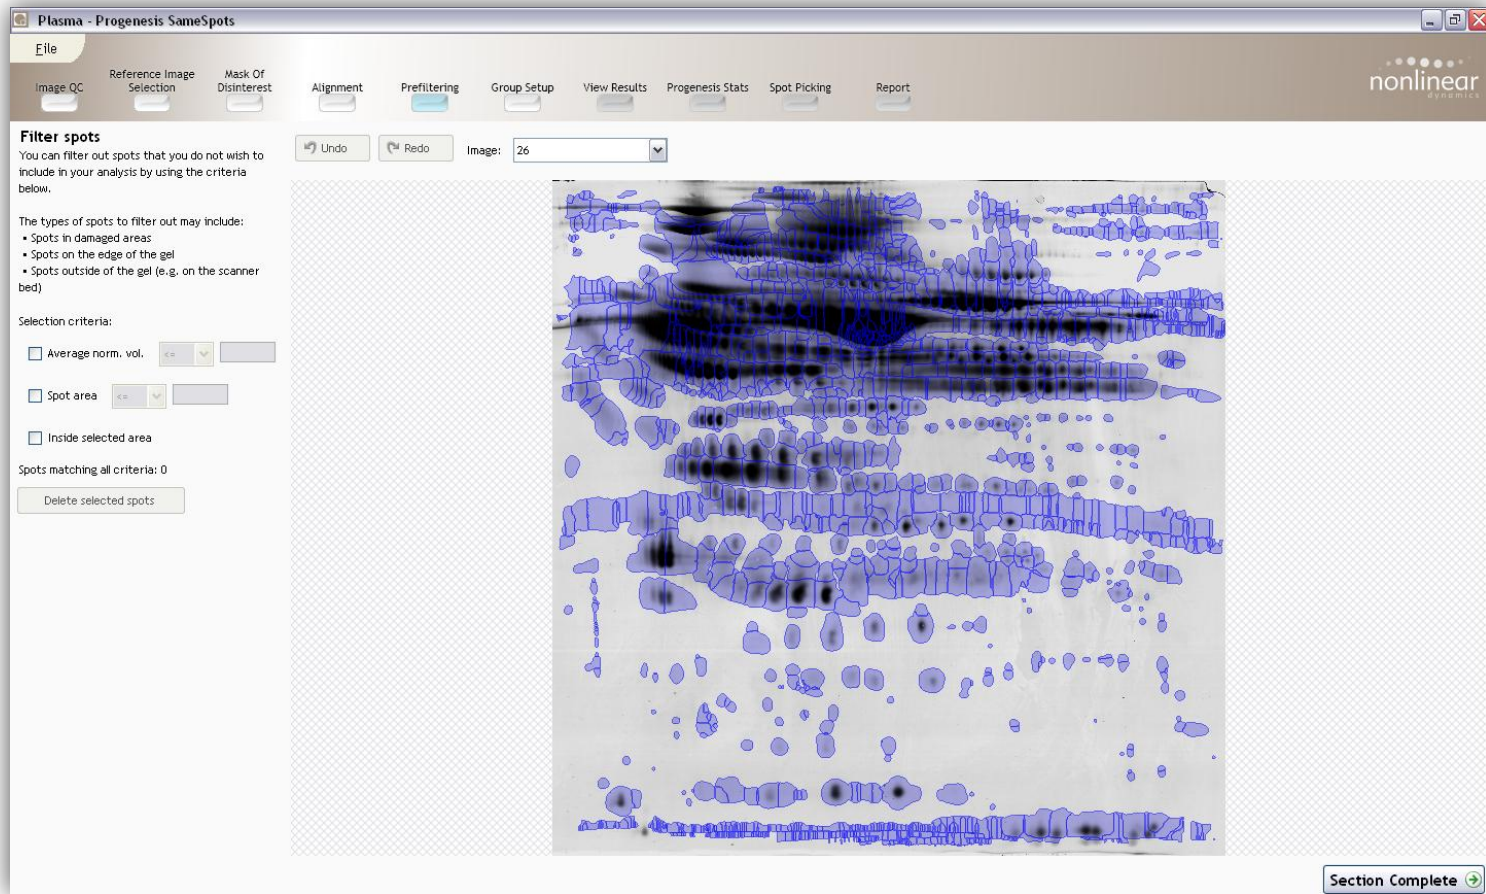 Plasma - Progenesis SameSpots
File
Image QC
Reference Image
Selection
Mask Of
Disinterest
Alignment
Prefiltering
Group Setup
View Results
Progenesis Stats
Spot Picking
Report
nonlinear
dynamics
Filter spots
You can filter out spots that you do not wish to
include in your analysis by using the criteria
below.
The types of spots to filter out may include:
▪ Spots in damaged areas
▪ Spots on the edge of the gel
▪ Spots outside of the gel (e.g. on the scanner
bed)
Selection criteria:
Average norm. vol. <=
Spot area <=
Inside selected area
Spots matching all criteria: 0
Delete selected spots
Undo Redo Image: 26
Section Complete